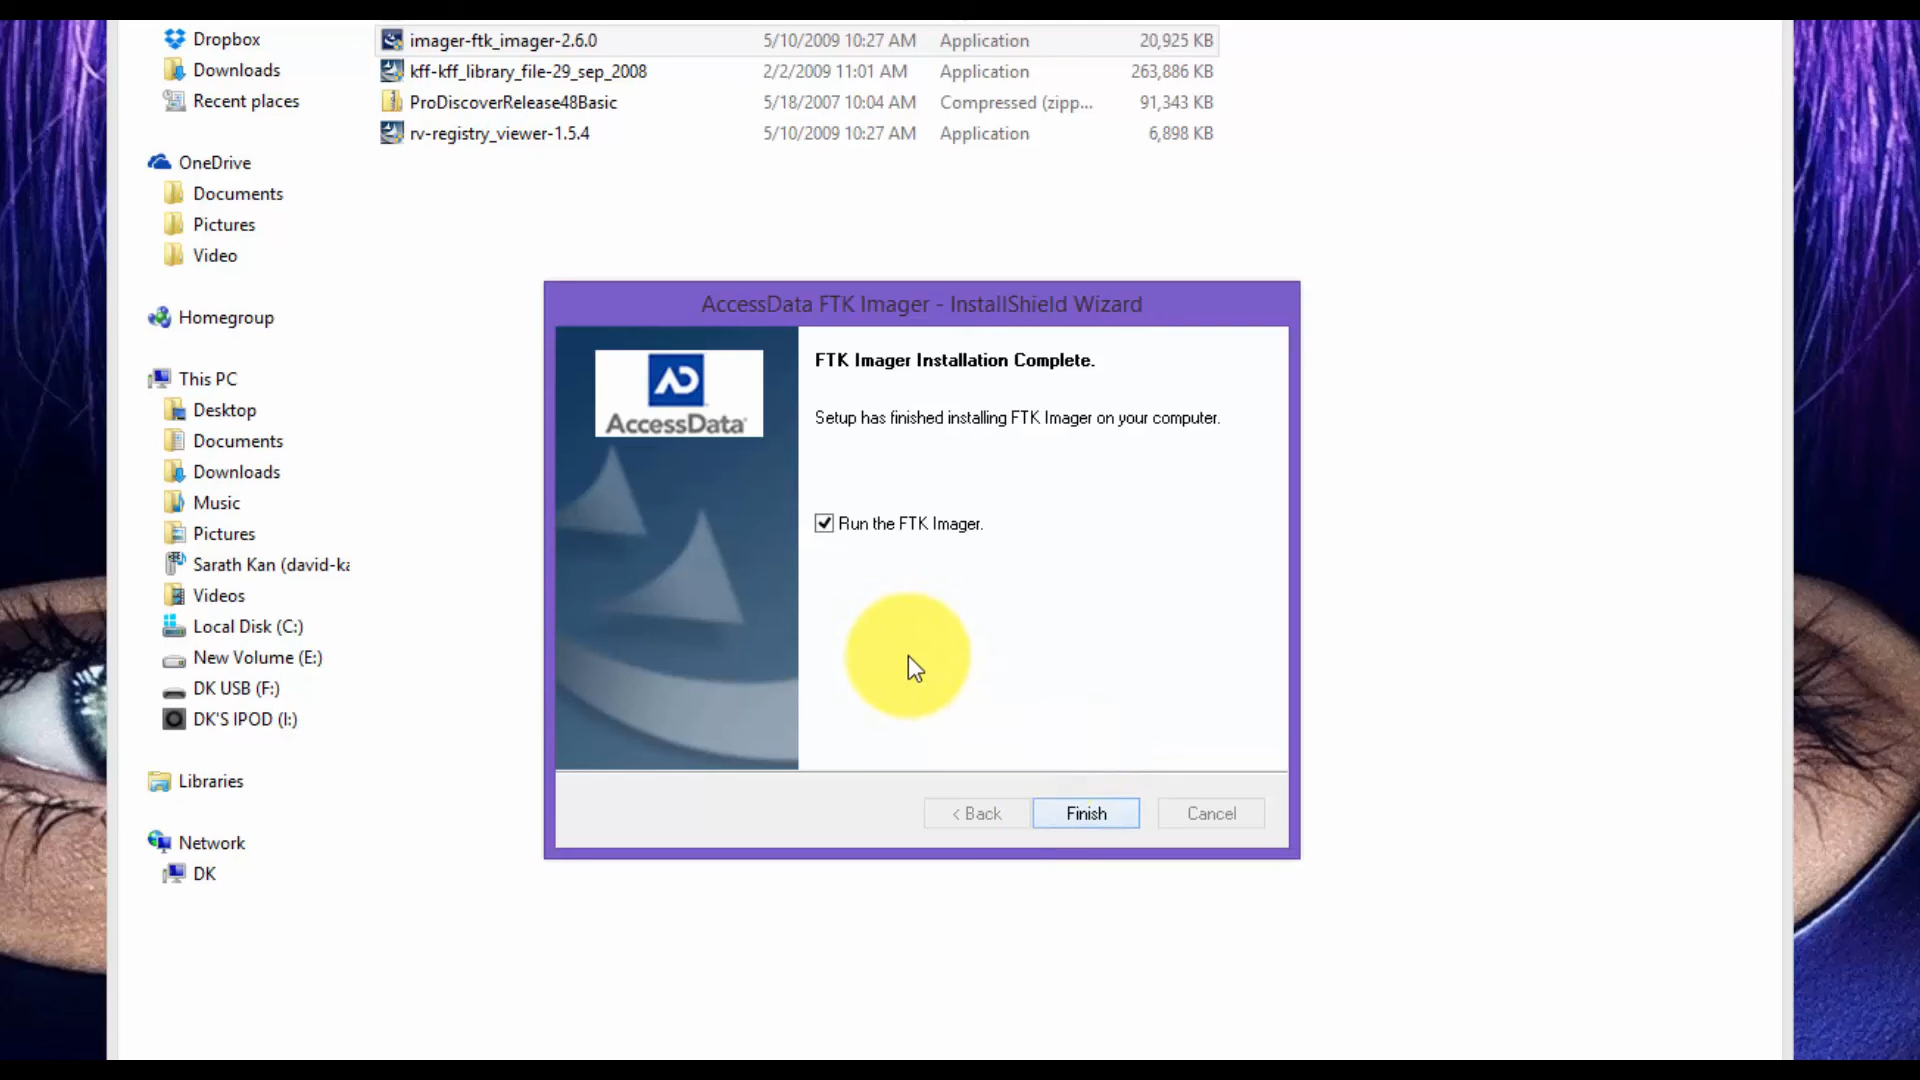 Dropbox
imager-ftk_imager-2.6.0 5/10/2009 10:27 AM Application 20,925 KB
Downloads
kff-kff_library_file-29_sep_2008 2/2/2009 11:01 AM Application 263,886 KB
Recent places
ProDiscoverRelease48Basic 5/18/2007 10:04 AM Compressed (zipp... 91,343 KB
rv-registry_viewer-1.5.4 5/10/2009 10:27 AM Application 6,898 KB
OneDrive
Documents
Pictures
Video
Homegroup
This PC
Desktop
Documents
Downloads
Music
Pictures
Sarath Kan (david-ka
Videos
Local Disk (C:)
New Volume (E:)
DK USB (F:)
DK'S IPOD (I:)
Libraries
Network
DK
AccessData FTK Imager - InstallShield Wizard
AccessData
FTK Imager Installation Complete.
Setup has finished installing FTK Imager on your computer.
Run the FTK Imager.
< Back Finish Cancel